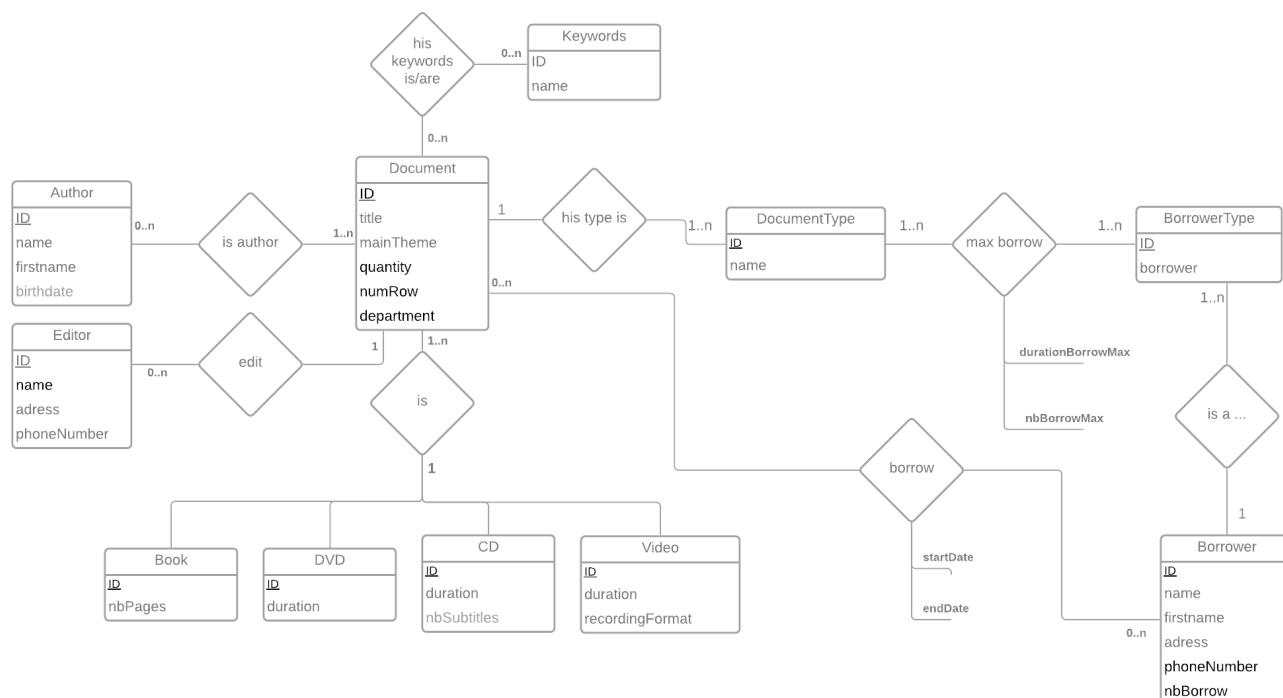 his
keywords
is/are
0..n
Keywords
ID
name
0..n
Document
ID
title
mainTheme
quantity
numRow
department
Author
ID
name
firstname
birthdate
0..n
is author
1..n
1
his type is
1..n
DocumentType
ID
name
1..n
max borrow
1..n
BorrowerType
ID
borrower
0..n
1..n
Editor
ID
name
adress
phoneNumber
0..n
edit
1
1..n
is
1
durationBorrowMax
nbBorrowMax
is a ...
borrow
1
startDate
endDate
0..n
Book
ID
nbPages
DVD
ID
duration
CD
ID
duration
nbSubtitles
Video
ID
duration
recordingFormat
Borrower
ID
name
firstname
adress
phoneNumber
nbBorrow